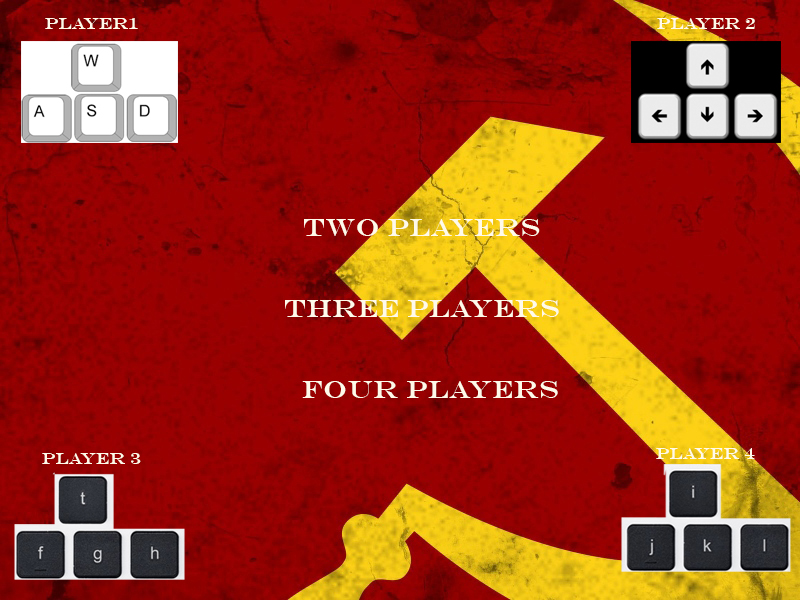 PLAYER1
PLAYER 2
W
A S D
↑
← ↓ →
TWO PLAYERS
THREE PLAYERS
FOUR PLAYERS
PLAYER 3
PLAYER 4
t
f g h
i
j k l